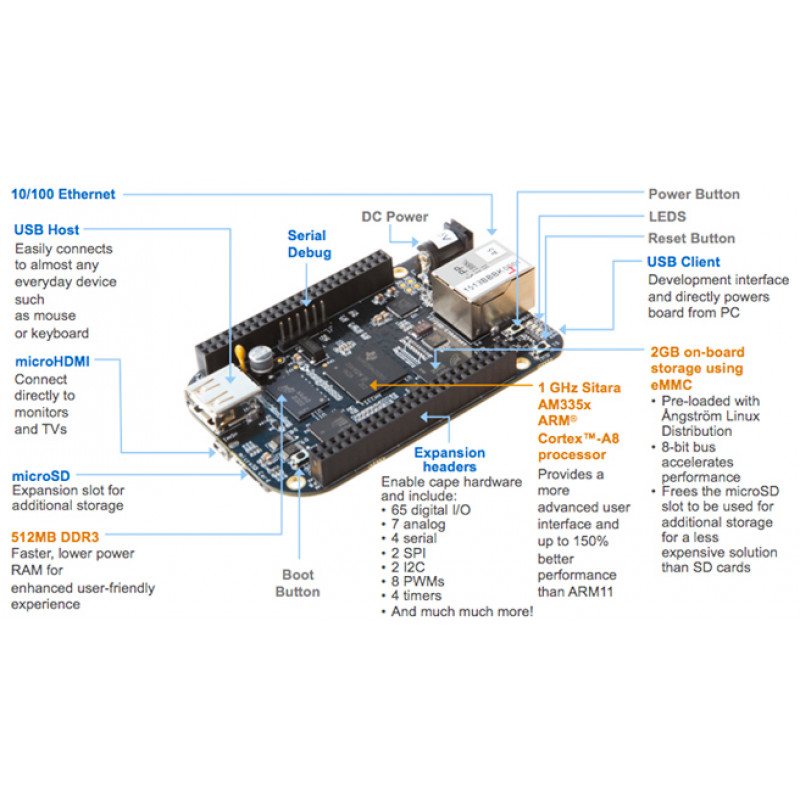 10/100 Ethernet
USB Host
Easily connects
to almost any
everyday device
such
as mouse
or keyboard
microHDMI
Connect
directly to
monitors
and TVs
microSD
Expansion slot for
additional storage
512MB DDR3
Faster, lower power
RAM for
enhanced user-friendly
experience
Serial
Debug
DC Power
Boot
Button
Expansion
headers
Enable cape hardware
and include:
• 65 digital I/O
• 7 analog
• 4 serial
• 2 SPI
• 2 I2C
• 8 PWMs
• 4 timers
• And much much more!
1 GHz Sitara
AM335x
ARM®
Cortex™-A8
processor
Provides a
more
advanced user
interface and
up to 150%
better
performance
than ARM11
Power Button
LEDS
Reset Button
USB Client
Development interface
and directly powers
board from PC
2GB on-board
storage using
eMMC
• Pre-loaded with
Ångström Linux
Distribution
• 8-bit bus
accelerates
performance
• Frees the microSD
slot to be used for
additional storage
for a less
expensive solution
than SD cards